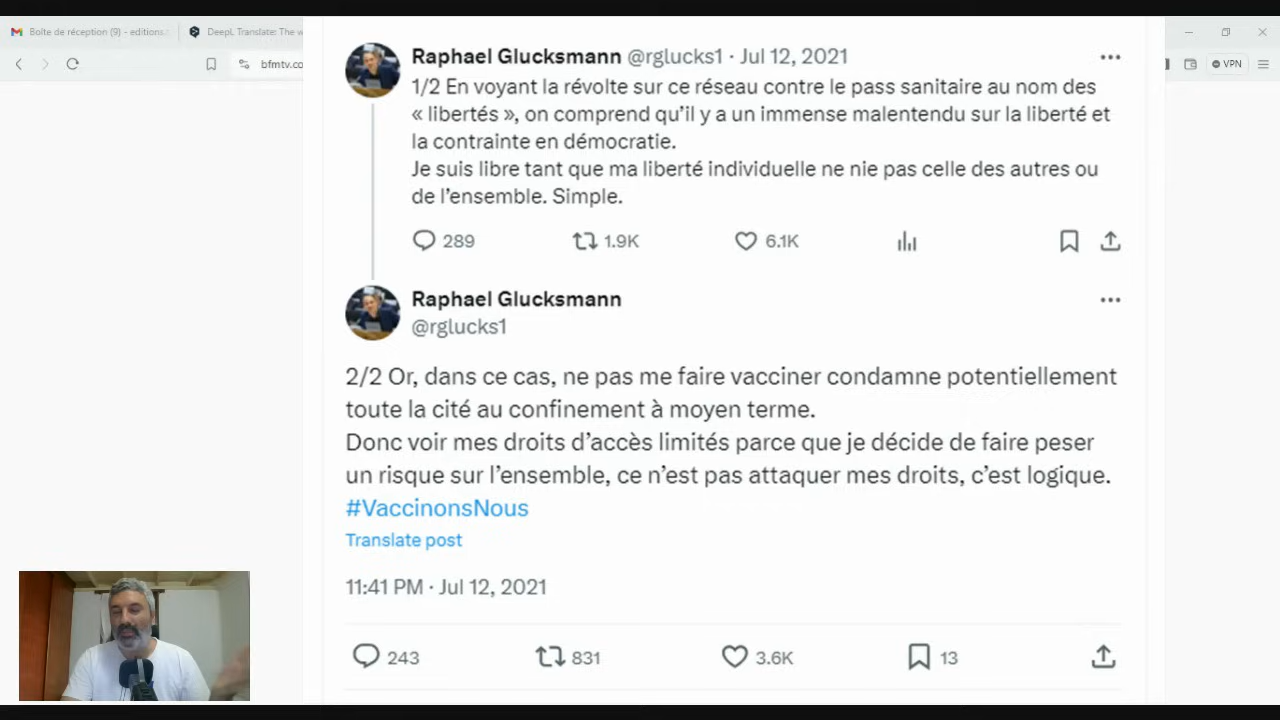 Boîte de réception (9) - editions.
DeepL Translate: The w
bfmtv.co
VPN
Raphael Glucksmann @rglucks1 · Jul 12, 2021
1/2 En voyant la révolte sur ce réseau contre le pass sanitaire au nom des
« libertés », on comprend qu’il y a un immense malentendu sur la liberté et
la contrainte en démocratie.
Je suis libre tant que ma liberté individuelle ne nie pas celle des autres ou
de l’ensemble. Simple.
289 1.9K 6.1K
Raphael Glucksmann
@rglucks1
2/2 Or, dans ce cas, ne pas me faire vacciner condamne potentiellement
toute la cité au confinement à moyen terme.
Donc voir mes droits d’accès limités parce que je décide de faire peser
un risque sur l’ensemble, ce n’est pas attaquer mes droits, c’est logique.
#VaccinonsNous
Translate post
11:41 PM · Jul 12, 2021
243 831 3.6K 13